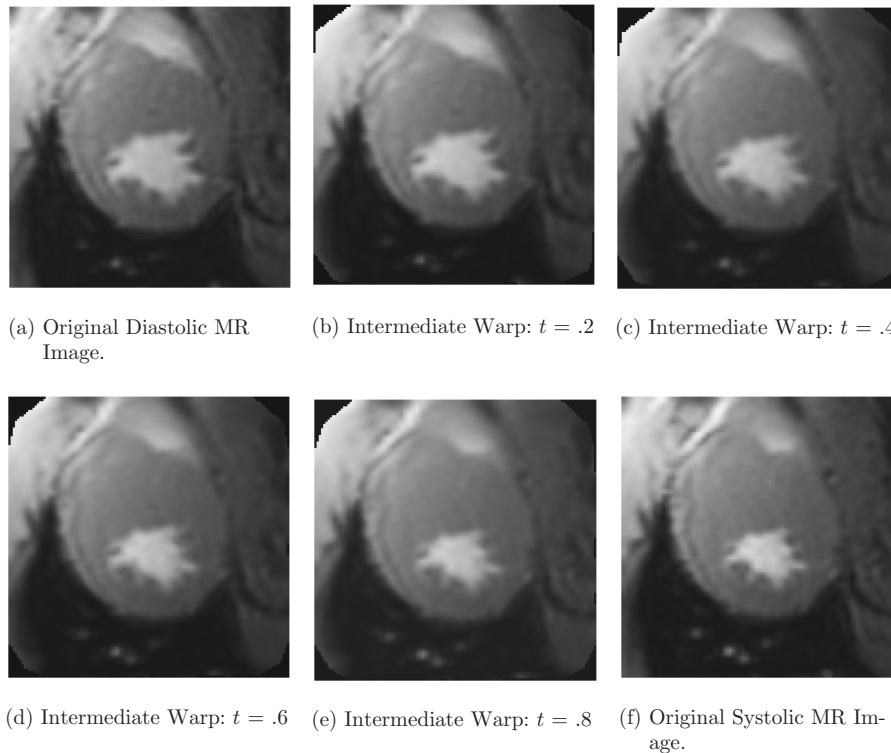 (a) Original Diastolic MR
Image.
(b) Intermediate Warp: t = .2
(c) Intermediate Warp: t = .4
(d) Intermediate Warp: t = .6
(e) Intermediate Warp: t = .8
(f) Original Systolic MR Im-
age.